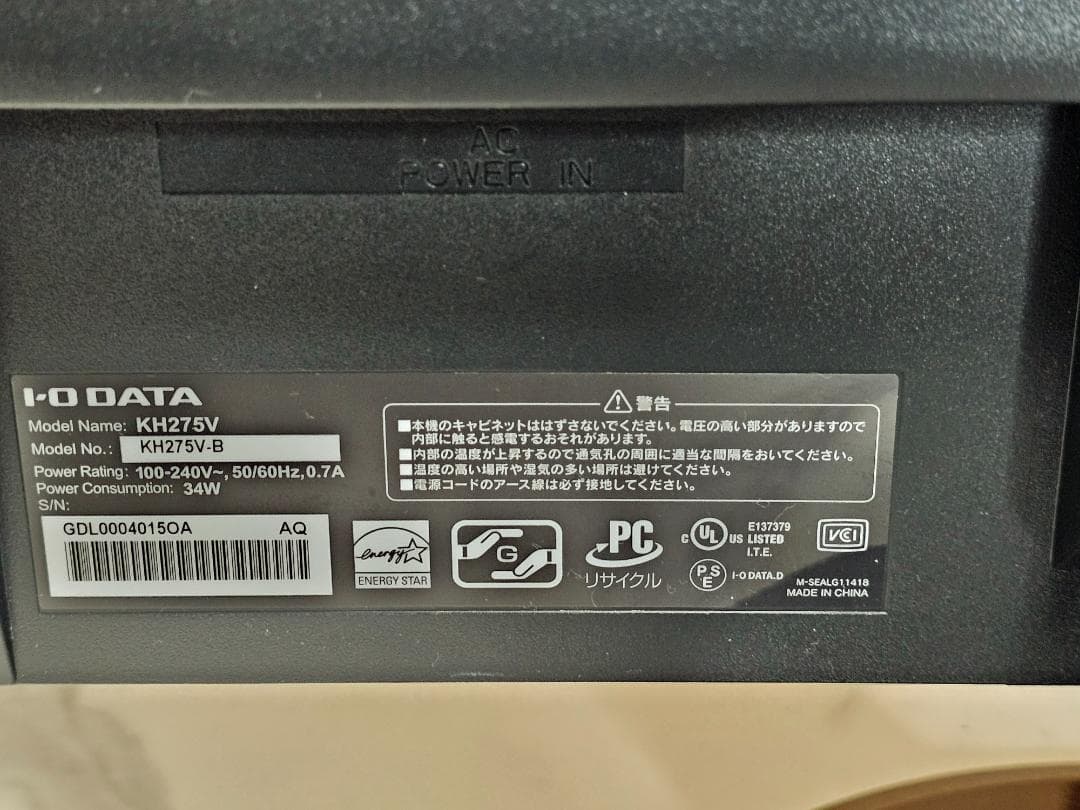 AC
POWER IN
I-O DATA
Model Name: KH275V
Model No.: KH275V-B
Power Rating: 100-240V~, 50/60Hz, 0.7A
Power Consumption: 34W
S/N:
GDL0004015OA AQ
警告
■本機のキャビネットははずさないでください。電圧の高い部分がありますので
内部に触ると感電するおそれがあります。
■内部の温度が上昇するので通気孔の周囲に適当な間隔をおいてください。
■温度の高い場所や湿気の多い場所は避けてください。
■電源コードのアース線は必ず接地してください。
energy
ENERGY STAR
G
PC
リサイクル
C UL US LISTED
E137379
I.T.E.
PSE I-O DATA.D
VCCI
M-SEALG11418
MADE IN CHINA